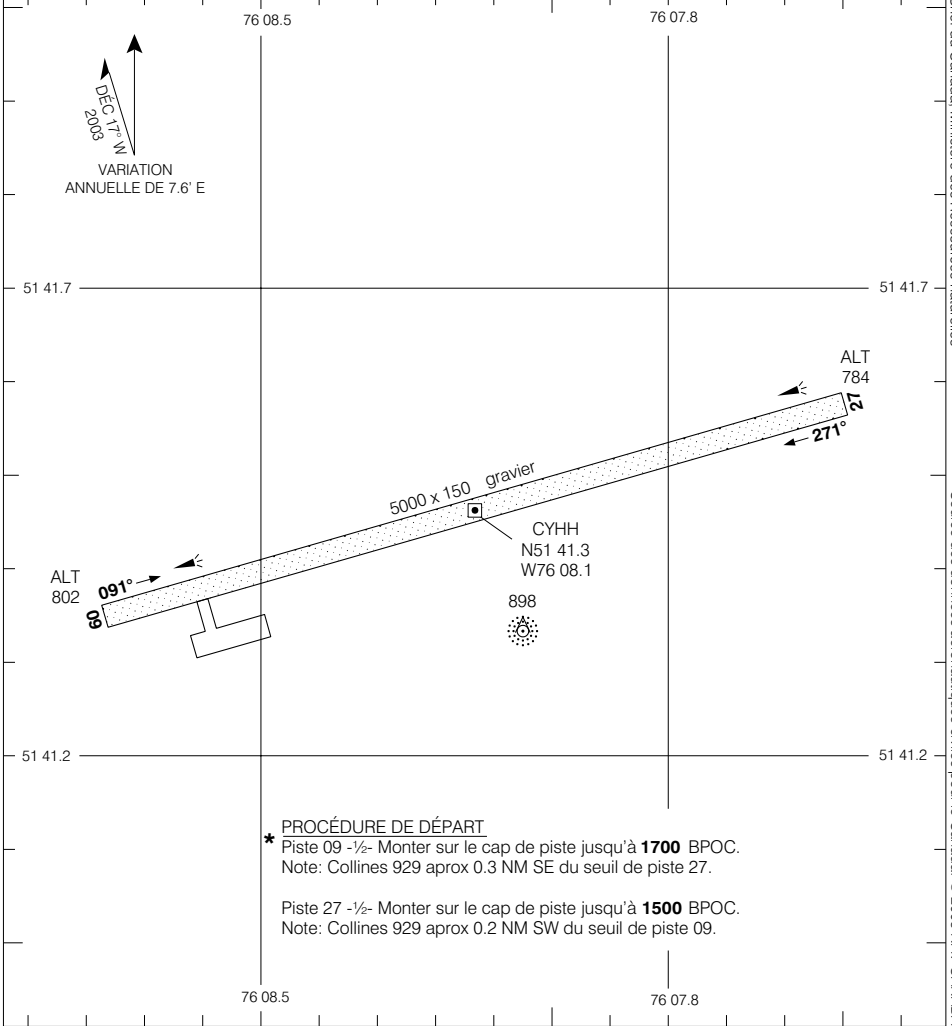 76 08.5
76 07.8
DÉC 17° W
2003
VARIATION
ANNUELLE DE 7.6' E
51 41.7
51 41.7
ALT
784
27
271°
5000 x 150 gravier
CYHH
N51 41.3
W76 08.1
ALT
802
091°
09
898
51 41.2
51 41.2
* PROCÉDURE DE DÉPART
Piste 09 -½- Monter sur le cap de piste jusqu'à 1700 BPOC.
Note: Collines 929 aprox 0.3 NM SE du seuil de piste 27.
Piste 27 -½- Monter sur le cap de piste jusqu'à 1500 BPOC.
Note: Collines 929 aprox 0.2 NM SW du seuil de piste 09.
76 08.5
76 07.8